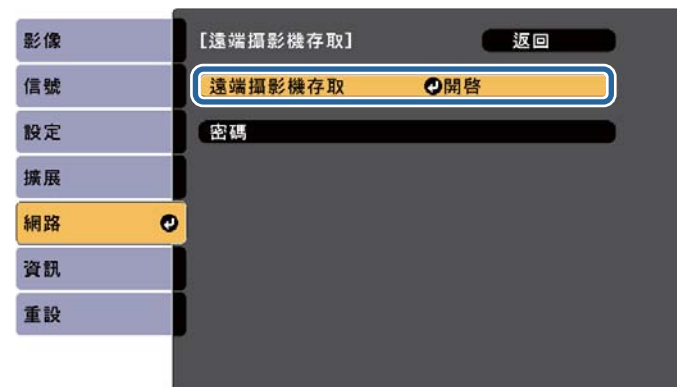 影像
信號
設定
擴展
網路
資訊
重設
[遠端攝影機存取]
返回
遠端攝影機存取 開啓
密碼